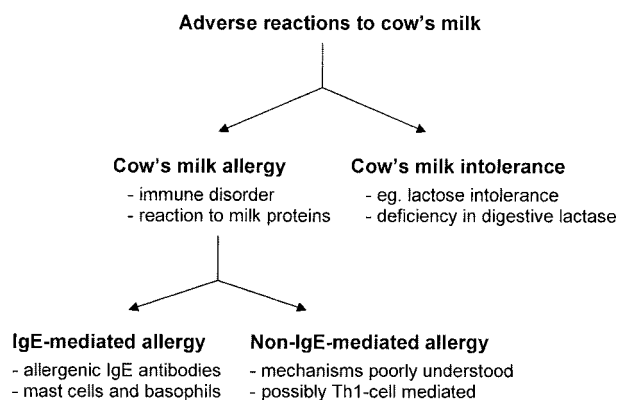 Adverse reactions to cow's milk
Cow's milk allergy
- immune disorder
- reaction to milk proteins
Cow's milk intolerance
- eg. lactose intolerance
- deficiency in digestive lactase
IgE-mediated allergy
- allergenic IgE antibodies
- mast cells and basophils
Non-IgE-mediated allergy
- mechanisms poorly understood
- possibly Th1-cell mediated